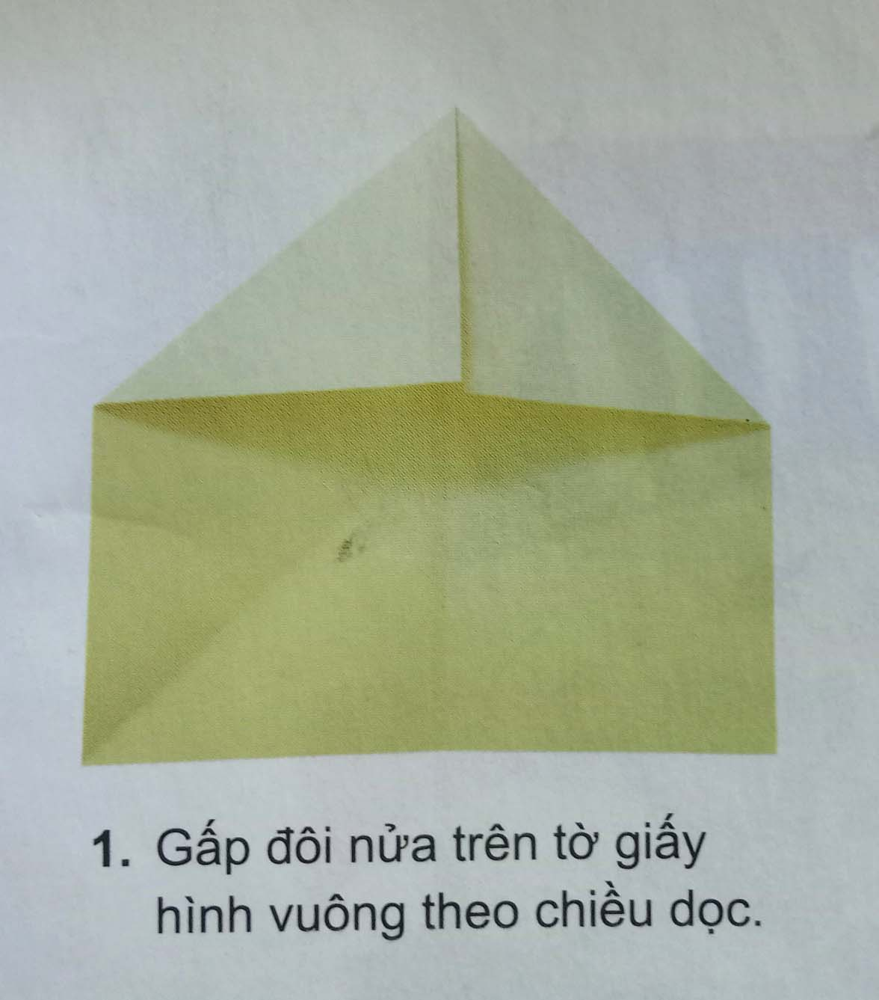 1. Gấp đôi nửa trên tờ giấy
hình vuông theo chiều dọc.